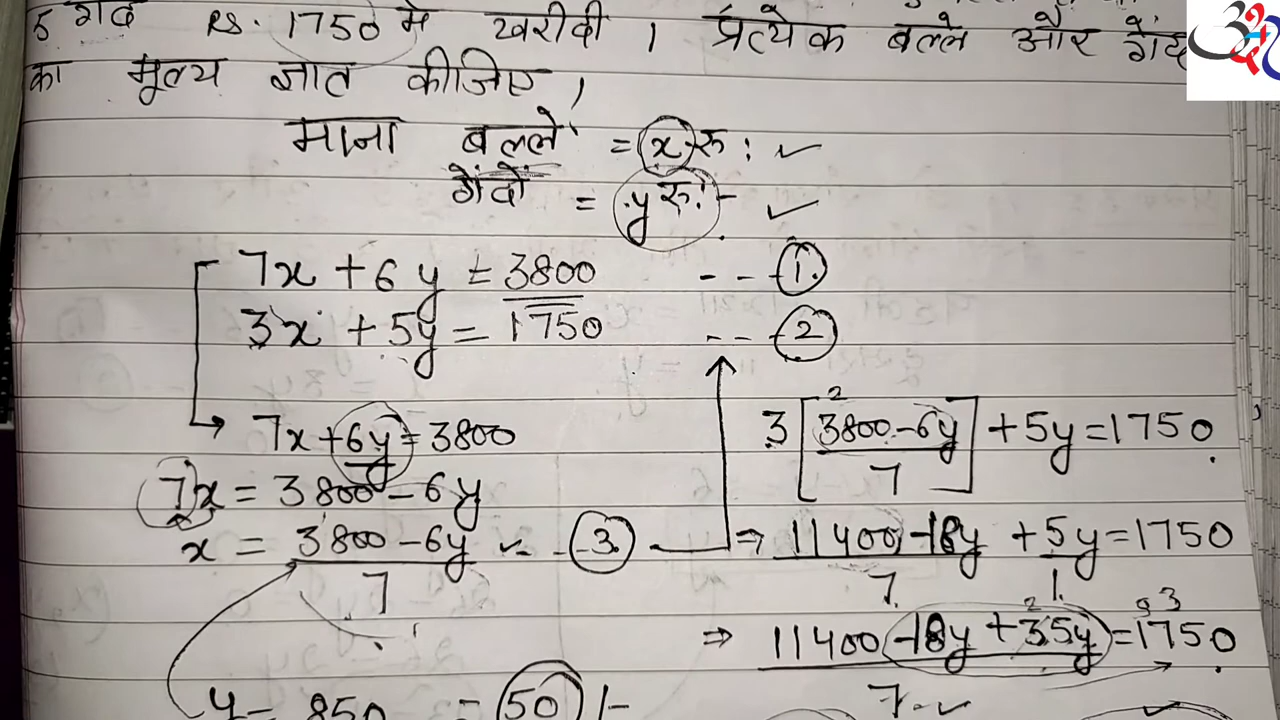 5 गेंद Rs. 1750 मे खरीदी । प्रत्येक बल्ले और गेंद
का मूल्य ज्ञात कीजिए ,
माना बल्ले = x रु : ✓
गेंदों = y रु:- ✓
7x + 6y = 3800 --- ①
3x + 5y = 1750 --- ②
7x + 6y = 3800
7x = 3800 - 6y
x = 3800 - 6y / 7 --- ③
3 [3800 - 6y / 7] + 5y = 1750
⇒ 11400 - 18y / 7 + 5y / 1 = 1750
⇒ 11400 - 18y + 35y / 7 = 1750
y = 850 = 50 /-